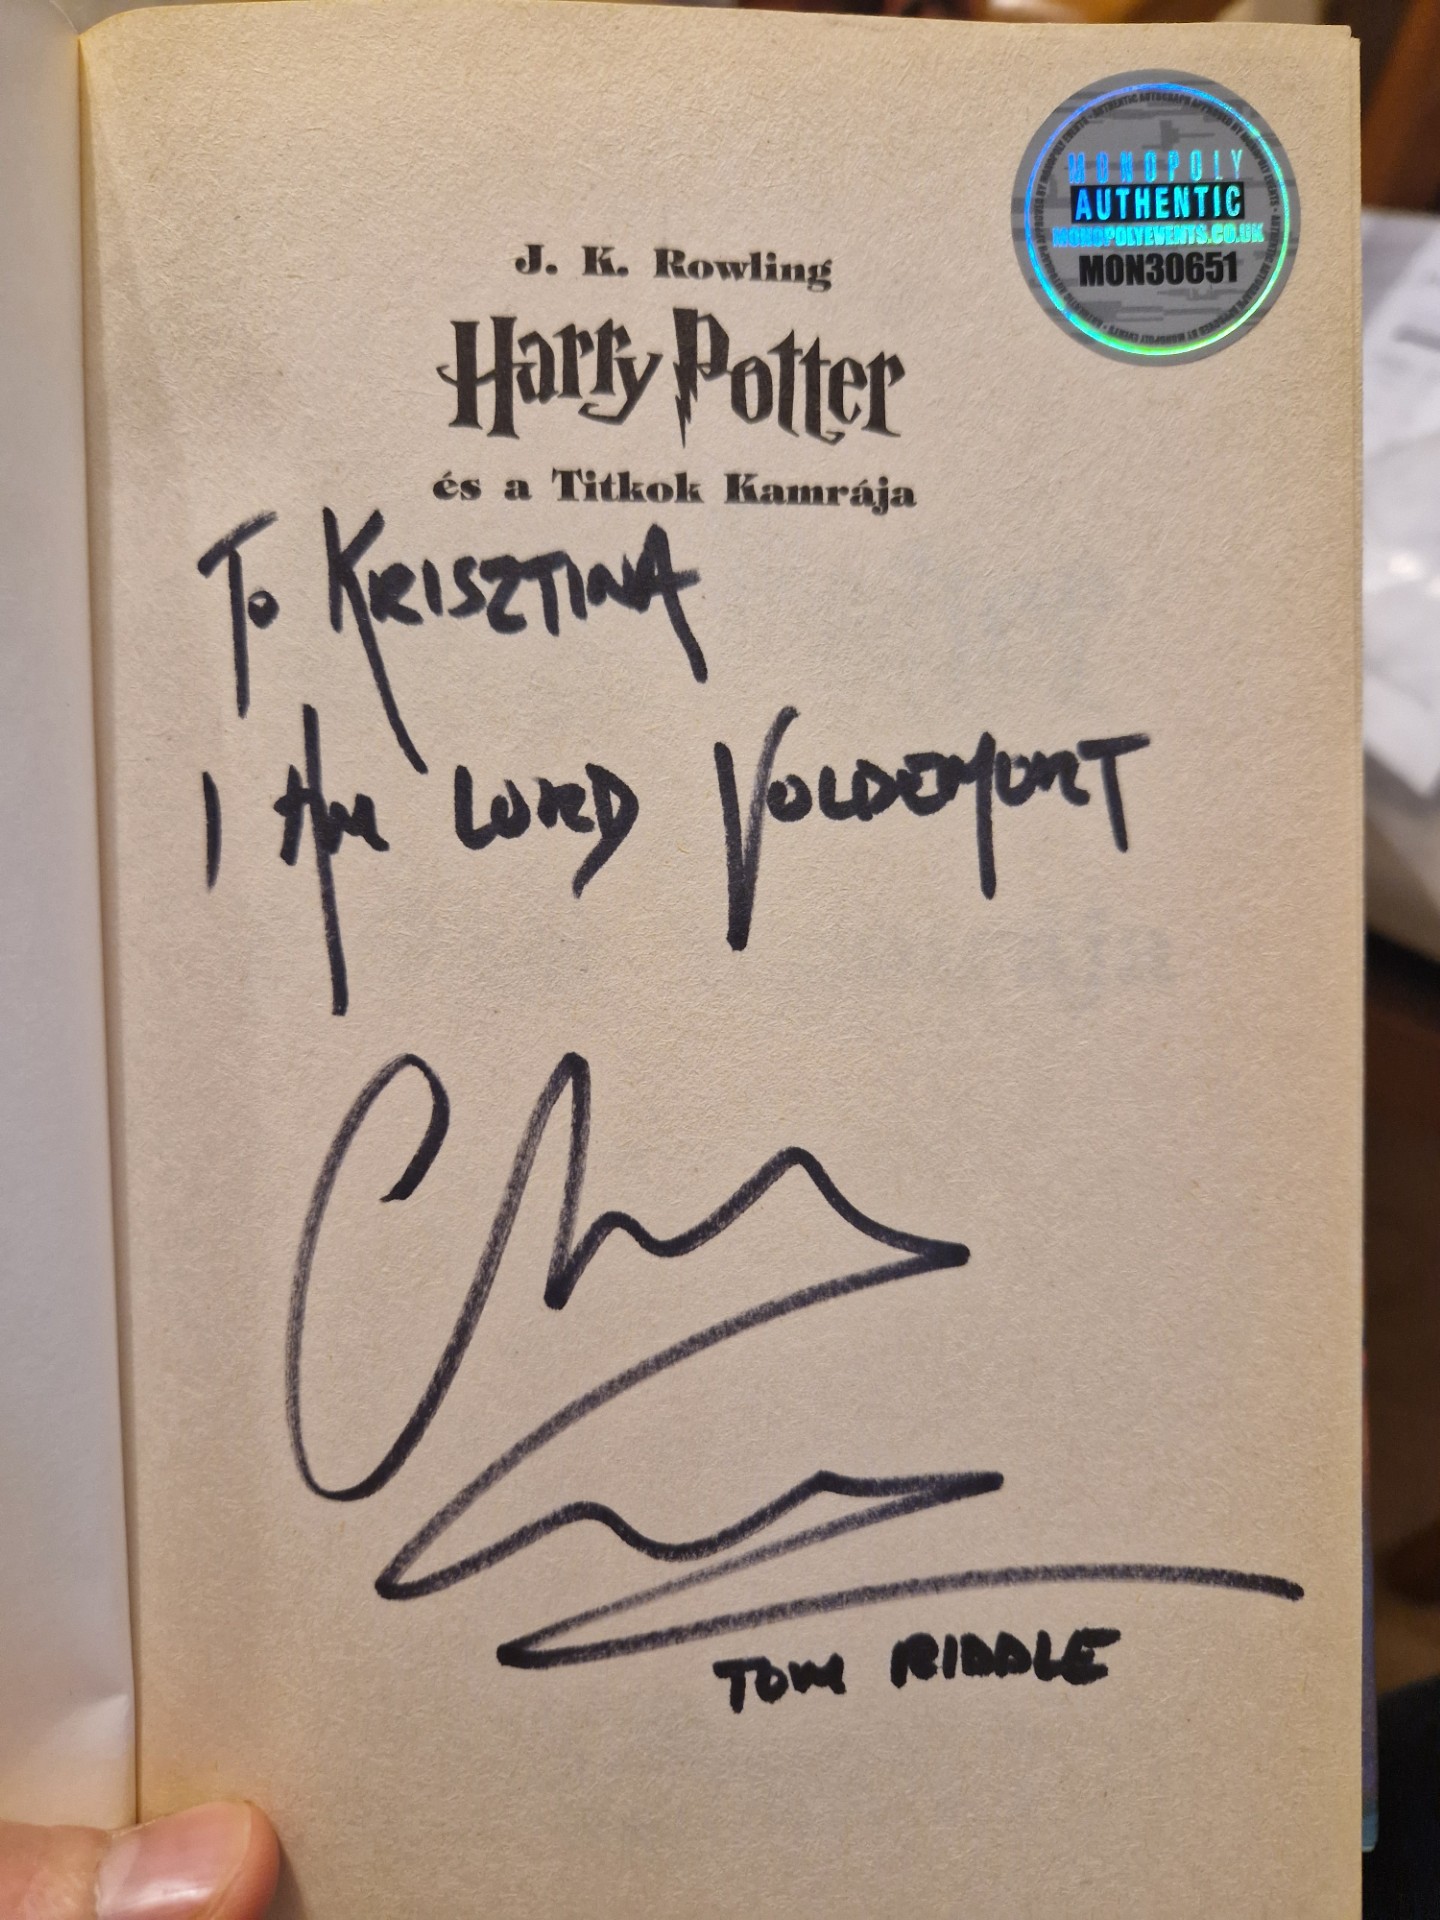 MONOPOLY
AUTHENTIC
MONOPOLYEVENTS.CO.UK
MON30651
J. K. Rowling
Harry Potter
és a Titkok Kamrája
To KRISZTINA
I AM LORD VOLDEMORT
TOM RIDDLE